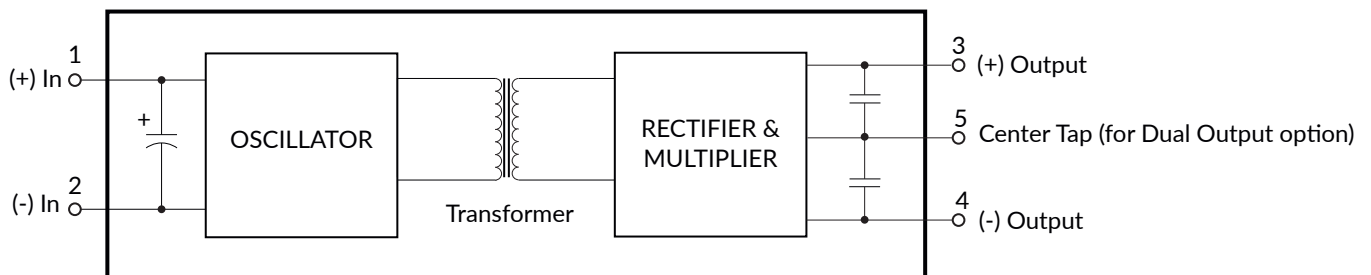 1
(+) In
+
2
(-) In
OSCILLATOR
Transformer
RECTIFIER &
MULTIPLIER
3
(+) Output
5
Center Tap (for Dual Output option)
4
(-) Output